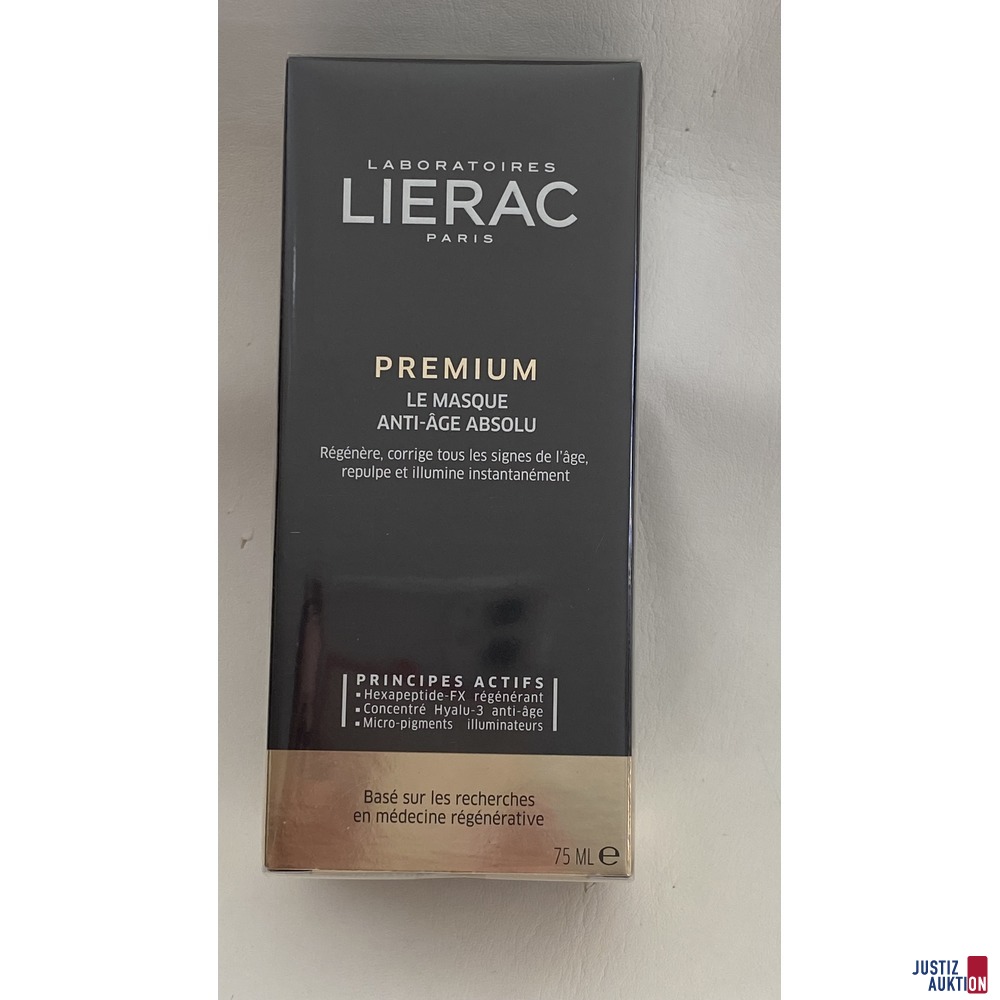 LABORATOIRES
LIERAC
PARIS
PREMIUM
LE MASQUE
ANTI-ÂGE ABSOLU
Régénère, corrige tous les signes de l'âge,
repulpe et illumine instantanément
PRINCIPES ACTIFS
▪ Hexapeptide-FX régénérant
▪ Concentré Hyalu-3 anti-âge
▪ Micro-pigments illuminateurs
Basé sur les recherches
en médecine régénérative
75 ML ℮
JUSTIZ
AUKTION